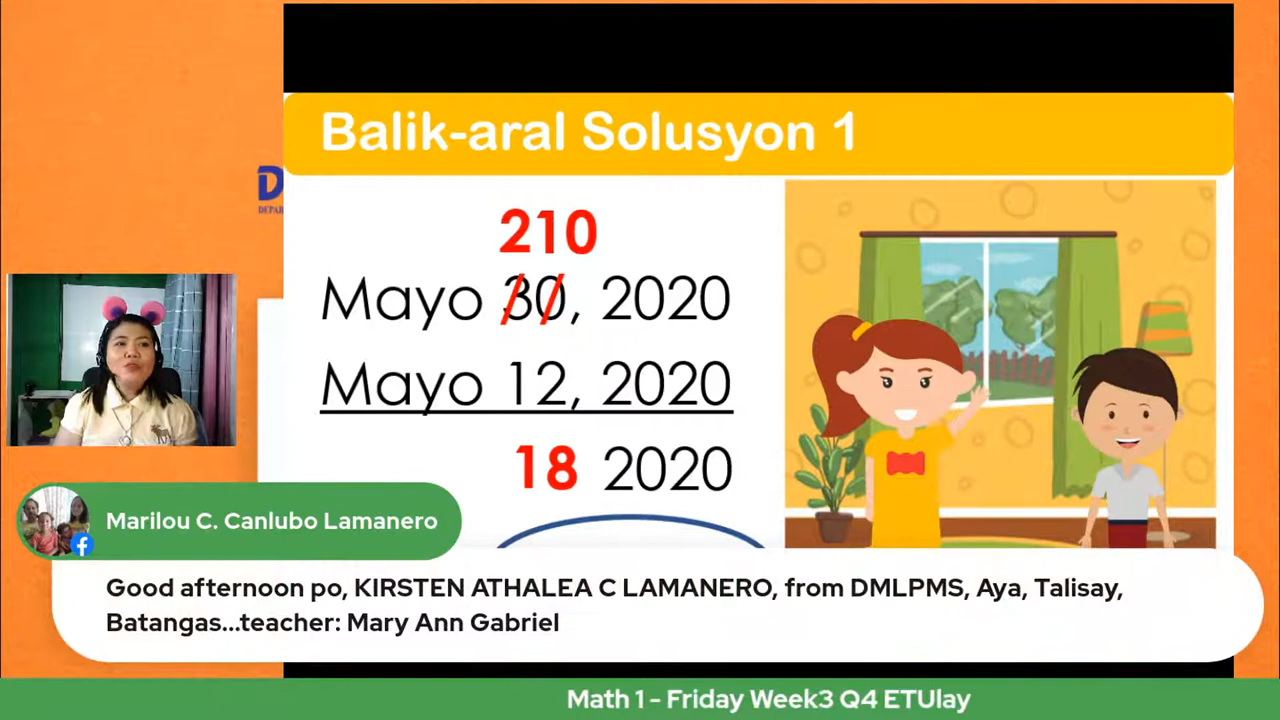 Balik-aral Solusyon 1
210
Mayo 30, 2020
Mayo 12, 2020
18 2020
Marilou C. Canlubo Lamanero
Good afternoon po, KIRSTEN ATHALEA C LAMANERO, from DMLPMS, Aya, Talisay,
Batangas...teacher: Mary Ann Gabriel
Math 1 - Friday Week3 Q4 ETUlay